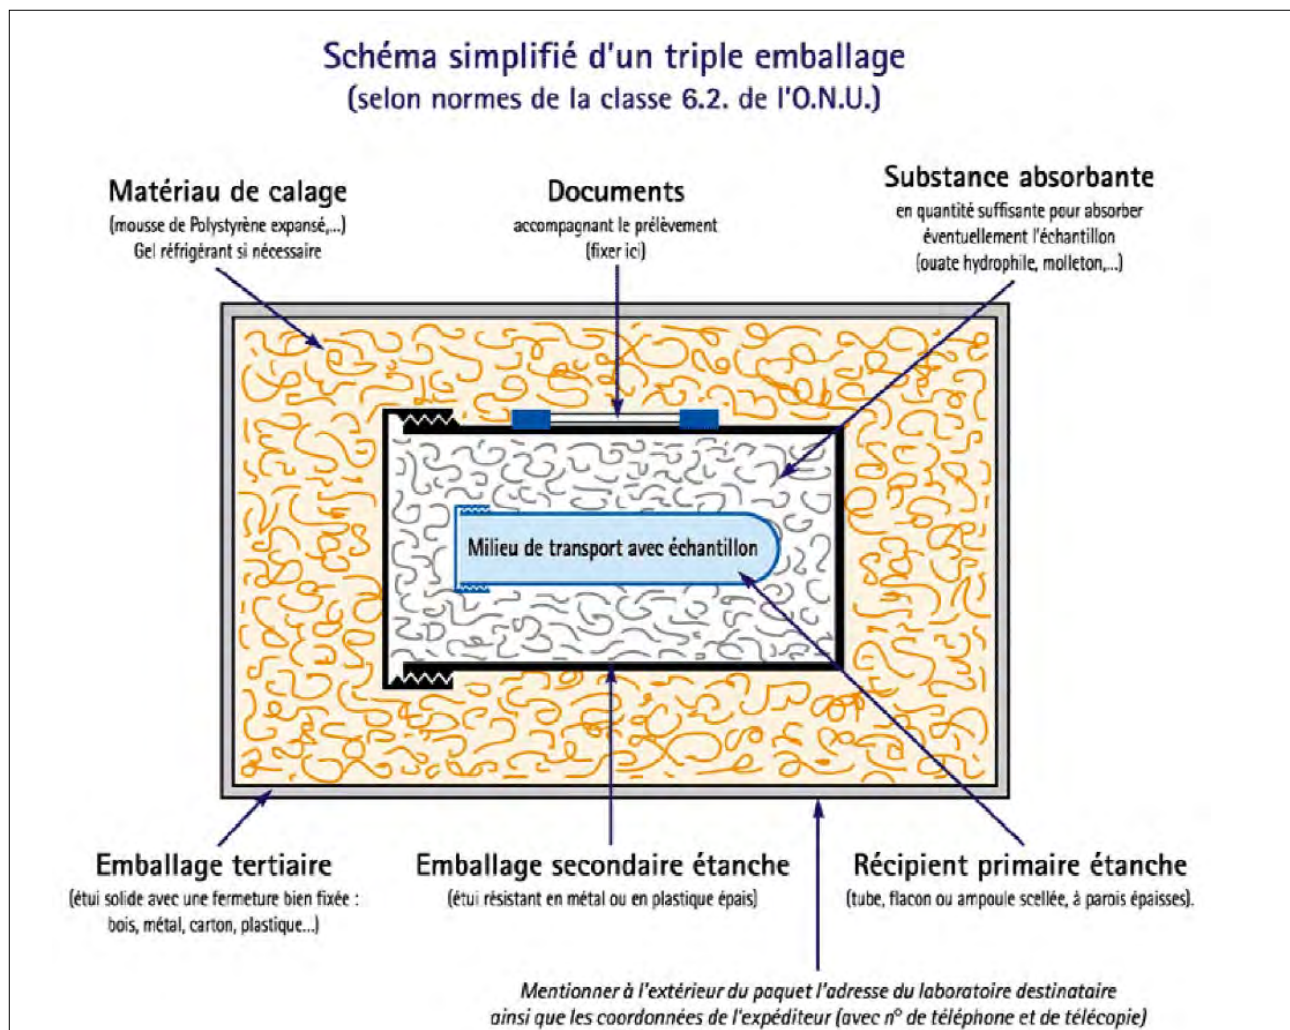 Schéma simplifié d'un triple emballage
(selon normes de la classe 6.2. de l'O.N.U.)
Matériau de calage
(mousse de Polystyrène expansé,...)
Gel réfrigérant si nécessaire
Documents
accompagnant le prélèvement
(fixer ici)
Substance absorbante
en quantité suffisante pour absorber
éventuellement l'échantillon
(ouate hydrophile, molleton,...)
Milieu de transport avec échantillon
Emballage tertiaire
(étui solide avec une fermeture bien fixée :
bois, métal, carton, plastique...)
Emballage secondaire étanche
(étui résistant en métal ou en plastique épais)
Récipient primaire étanche
(tube, flacon ou ampoule scellée, à parois épaisses).
Mentionner à l'extérieur du paquet l'adresse du laboratoire destinataire
ainsi que les coordonnées de l'expéditeur (avec n° de téléphone et de télécopie)